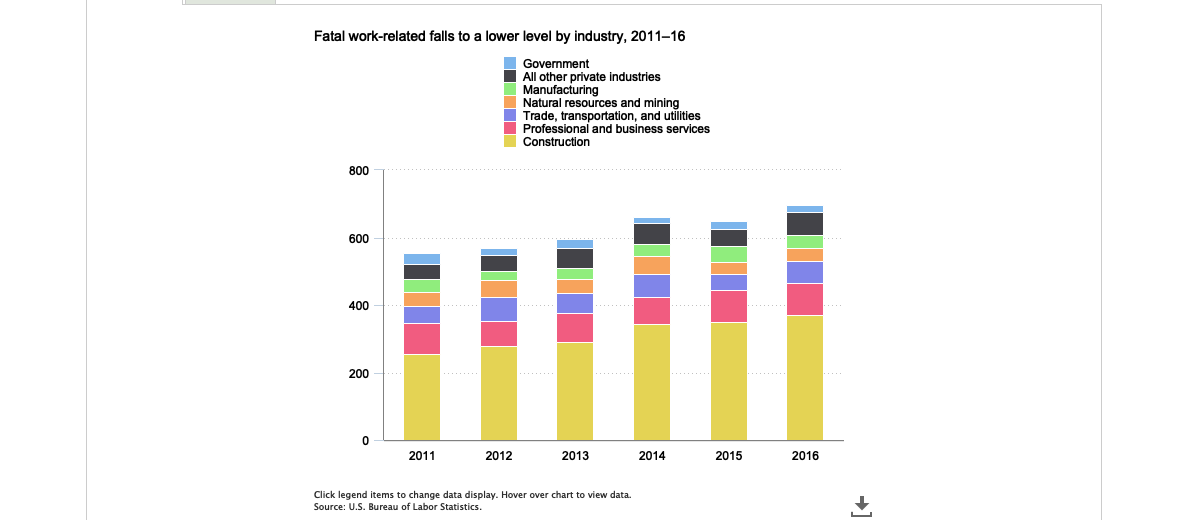 Fatal work-related falls to a lower level by industry, 2011–16
Government
All other private industries
Manufacturing
Natural resources and mining
Trade, transportation, and utilities
Professional and business services
Construction
800
600
400
200
0
2011 2012 2013 2014 2015 2016
Click legend items to change data display. Hover over chart to view data.
Source: U.S. Bureau of Labor Statistics.